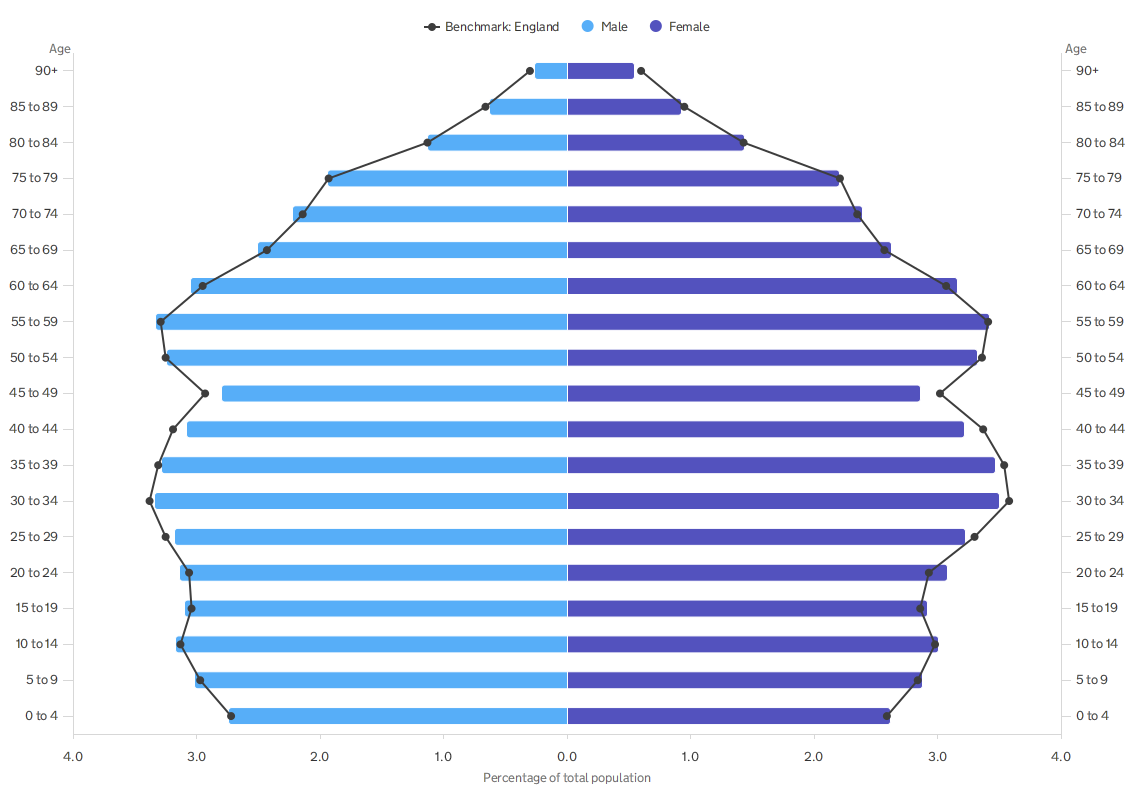 Benchmark: England Male Female
Age Age
90+ 90+
85 to 89 85 to 89
80 to 84 80 to 84
75 to 79 75 to 79
70 to 74 70 to 74
65 to 69 65 to 69
60 to 64 60 to 64
55 to 59 55 to 59
50 to 54 50 to 54
45 to 49 45 to 49
40 to 44 40 to 44
35 to 39 35 to 39
30 to 34 30 to 34
25 to 29 25 to 29
20 to 24 20 to 24
15 to 19 15 to 19
10 to 14 10 to 14
5 to 9 5 to 9
0 to 4 0 to 4
4.0 3.0 2.0 1.0 0.0 1.0 2.0 3.0 4.0
Percentage of total population